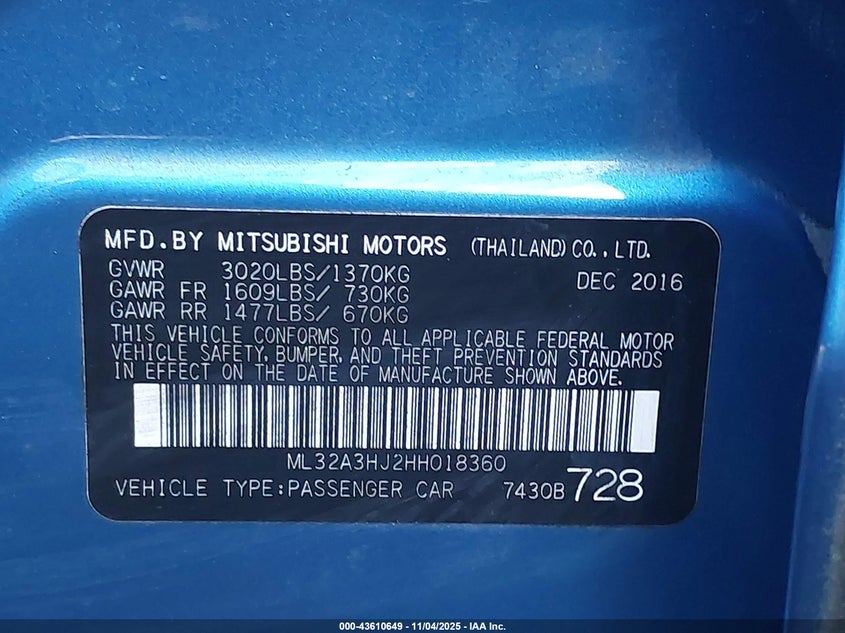 MFD.BY MITSUBISHI MOTORS (THAILAND) CO., LTD.
GVWR 3020LBS/1370KG DEC 2016
GAWR FR 1609LBS/ 730KG
GAWR RR 1477LBS/ 670KG
THIS VEHICLE CONFORMS TO ALL APPLICABLE FEDERAL MOTOR
VEHICLE SAFETY, BUMPER, AND THEFT PREVENTION STANDARDS
IN EFFECT ON THE DATE OF MANUFACTURE SHOWN ABOVE.
ML32A3HJ2HH018360
VEHICLE TYPE:PASSENGER CAR 7430B 728
000-43610649 - 11/04/2025 - IAA Inc.